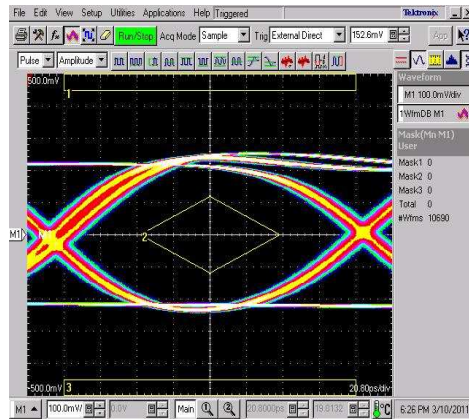 File Edit View Setup Utilities Applications Help Triggered
Tektronix
Run/Stop Acq Mode Sample Trig External Direct 152.6mV App
Pulse Amplitude
500.0mV
1
Waveform
M1 100.0mV/div
1WfmDB M1
Mask(Mn M1)
User
Mask1 0
Mask2 0
Mask3 0
Total 0
#Wfms 10690
M1
2
-500.0mV
3
20.80ps/div
M1 100.0mV 0.0V Main 20.8000ps 19.8132 °C 5:26 PM 3/10/2011